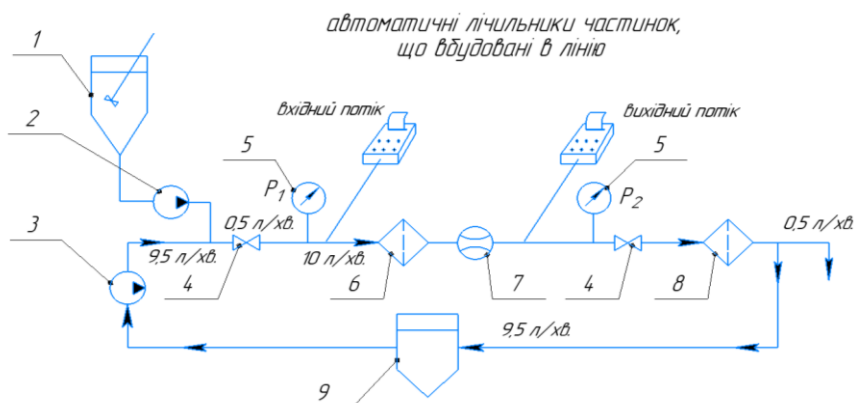 автоматичні лічильники частинок,
що вбудовані в лінію
1
вхідний потік
вихідний потік
2
5
5
P₁
P₂
3
0,5 л/хв.
0,5 л/хв.
9,5 л/хв.
10 л/хв.
4
6
7
4
8
9,5 л/хв.
9